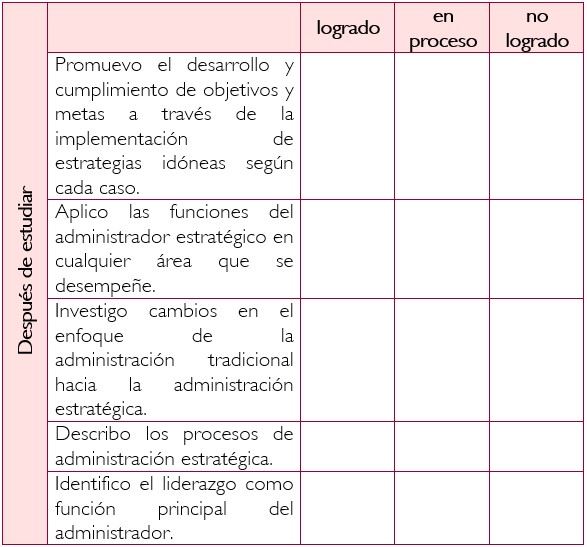 logrado
en
proceso
no
logrado
Después de estudiar
Promuevo el desarrollo y
cumplimiento de objetivos y
metas a través de la
implementación de
estrategias idóneas según
cada caso.
Aplico las funciones del
administrador estratégico en
cualquier área que se
desempeñe.
Investigo cambios en el
enfoque de la
administración tradicional
hacia la administración
estratégica.
Describo los procesos de
administración estratégica.
Identifico el liderazgo como
función principal del
administrador.